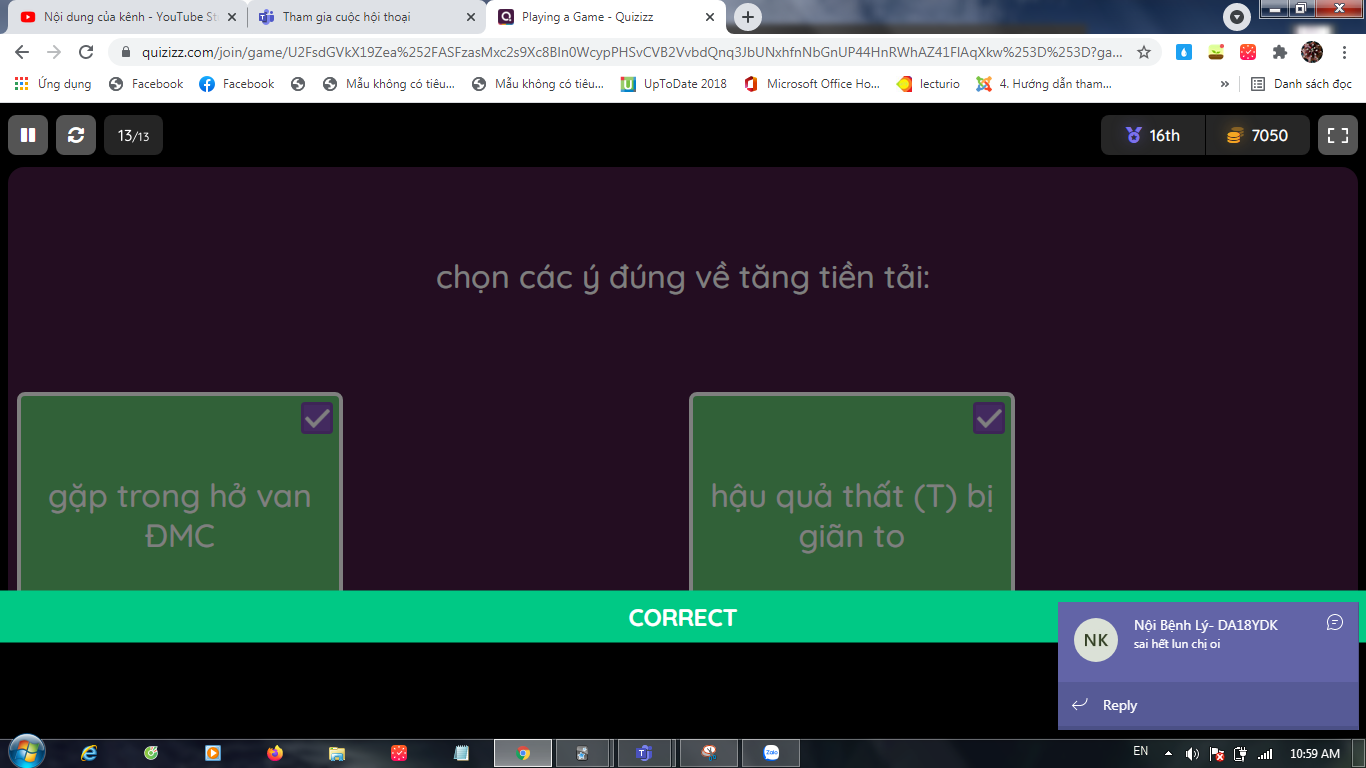 Nội dung của kênh - YouTube St
Tham gia cuộc hội thoại
Playing a Game - Quizizz
quizizz.com/join/game/U2FsdGVkX19Zea%252FASFzasMxc2s9Xc8BIn0WcypPHSvCVB2VvbdQnq3JbUNxhfnNbGnUP44HnRWhAZ41FlAqXkw%253D%253D?ga...
Ứng dụng
Facebook
Facebook
Mẫu không có tiêu...
Mẫu không có tiêu...
UpToDate 2018
Microsoft Office Ho...
lecturio
4. Hướng dẫn tham...
»
Danh sách đọc
13/13
16th
7050
chọn các ý đúng về tăng tiền tải:
gặp trong hở van
ĐMC
hậu quả thất (T) bị
giãn to
CORRECT
NK
Nội Bệnh Lý- DA18YDK
sai hết lun chị oi
Reply
EN
10:59 AM